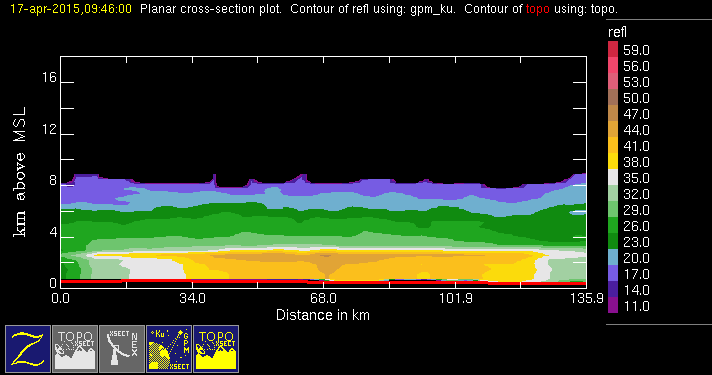 17-apr-2015,09:46:00 Planar cross-section plot. Contour of refl using: gpm_ku. Contour of topo using: topo.
refl
59.0
56.0
53.0
50.0
47.0
44.0
41.0
38.0
35.0
32.0
29.0
26.0
23.0
20.0
17.0
14.0
11.0
km above MSL
16
12
8
4
0
0.0 34.0 68.0 101.9 135.9
Distance in km
Z
TOPO XSECT
XSECT
Ku GPM XSECT
TOPO XSECT